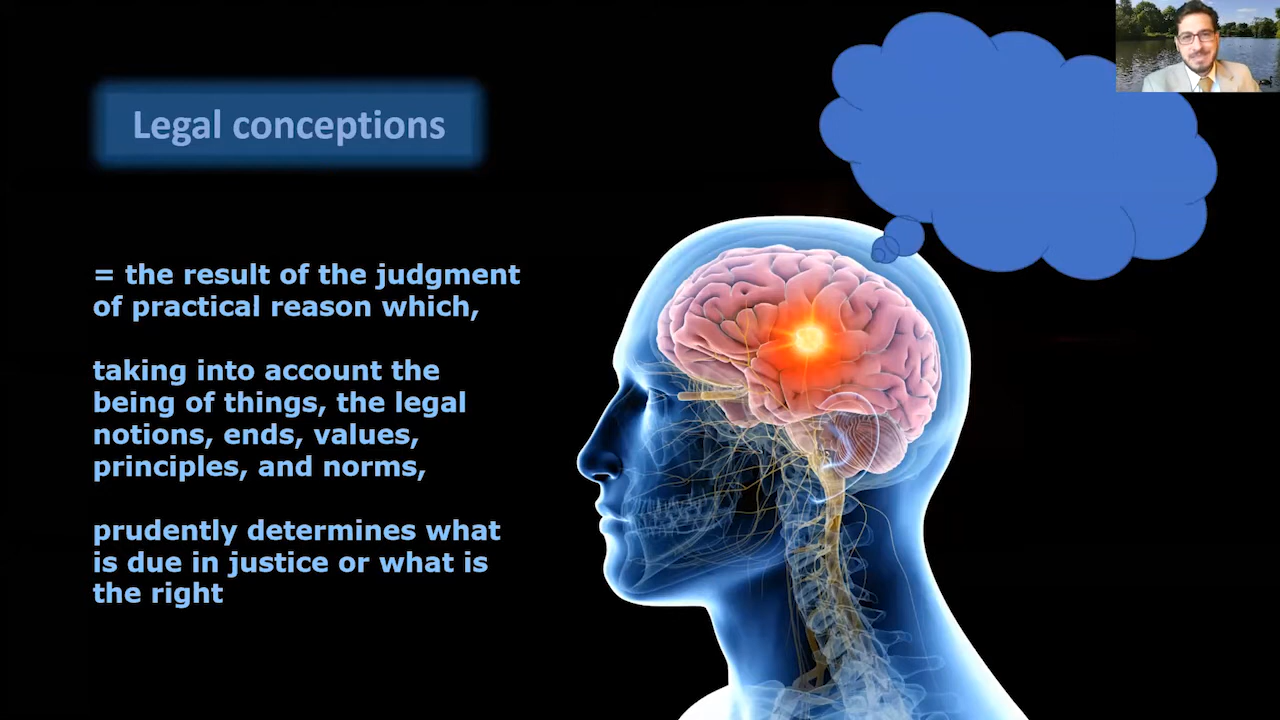 Legal conceptions
= the result of the judgment
of practical reason which,
taking into account the
being of things, the legal
notions, ends, values,
principles, and norms,
prudently determines what
is due in justice or what is
the right